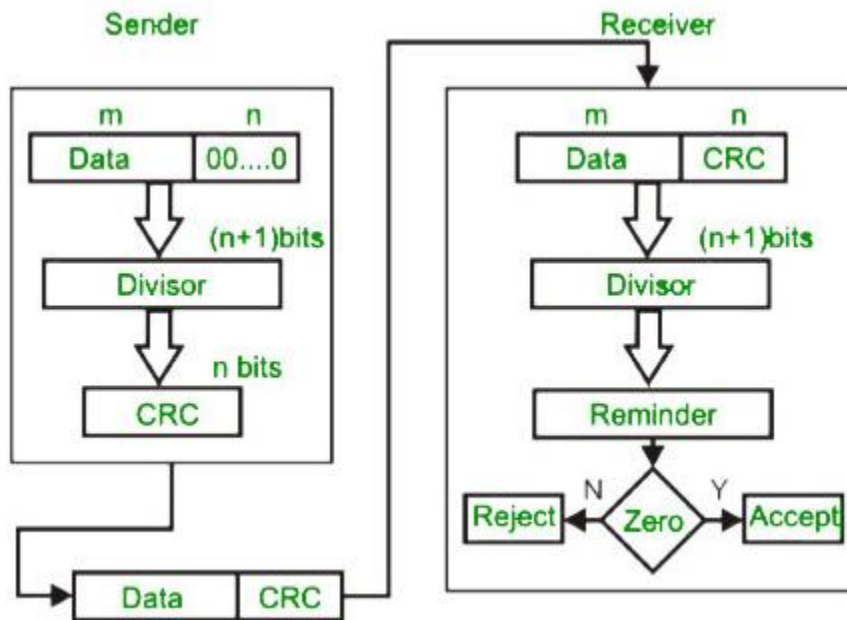 Sender
m n
Data 00....0
(n+1)bits
Divisor
n bits
CRC
Data CRC
Receiver
m n
Data CRC
(n+1)bits
Divisor
Reminder
N Y
Reject Zero Accept